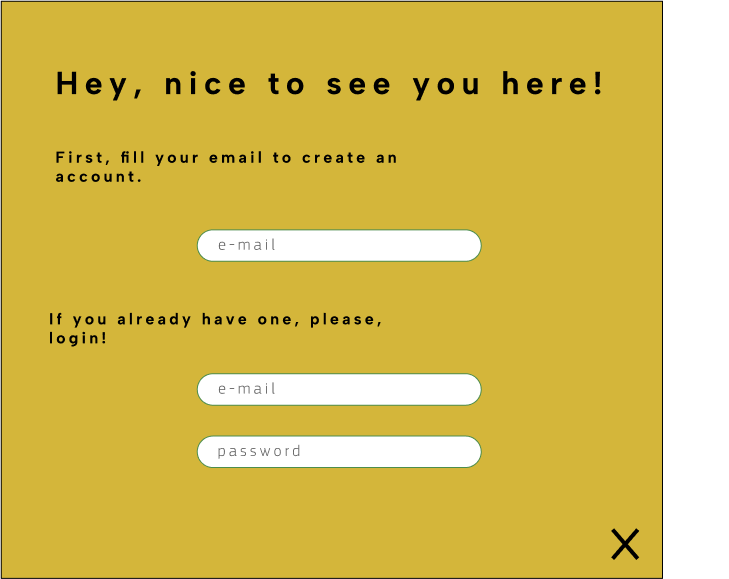 Hey, nice to see you here!
First, fill your email to create an
account.
e-mail
If you already have one, please,
login!
e-mail
password
X